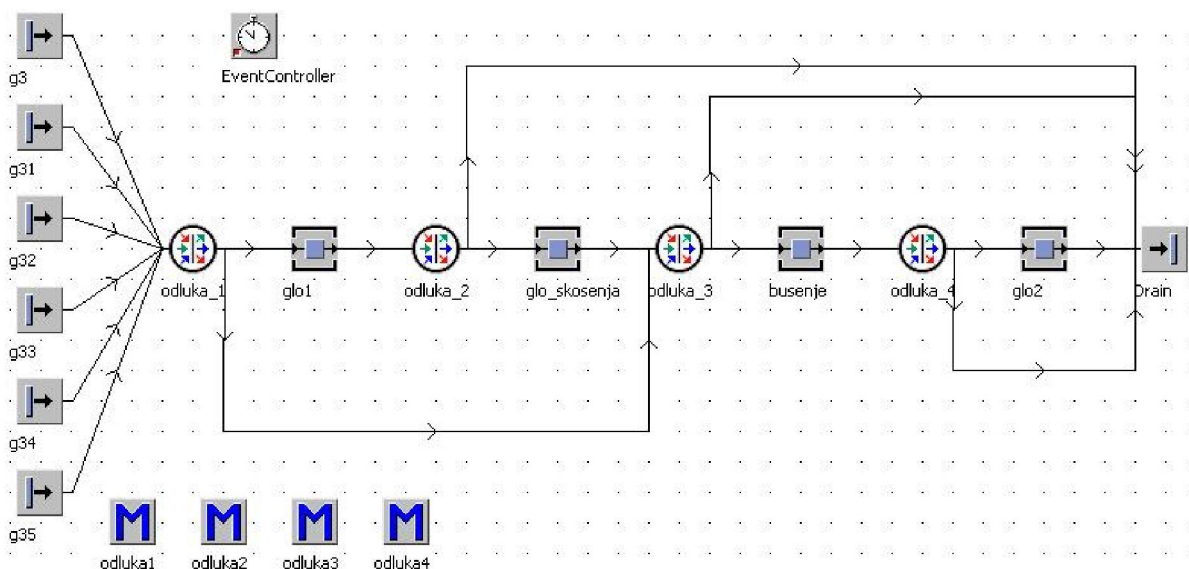 g3
EventController
g31
g32
g33
g34
g35
odluka_1
glo1
odluka_2
glo_skosenja
odluka_3
busenje
odluka_4
glo2
Drain
M
M
M
M
odluka1
odluka2
odluka3
odluka4